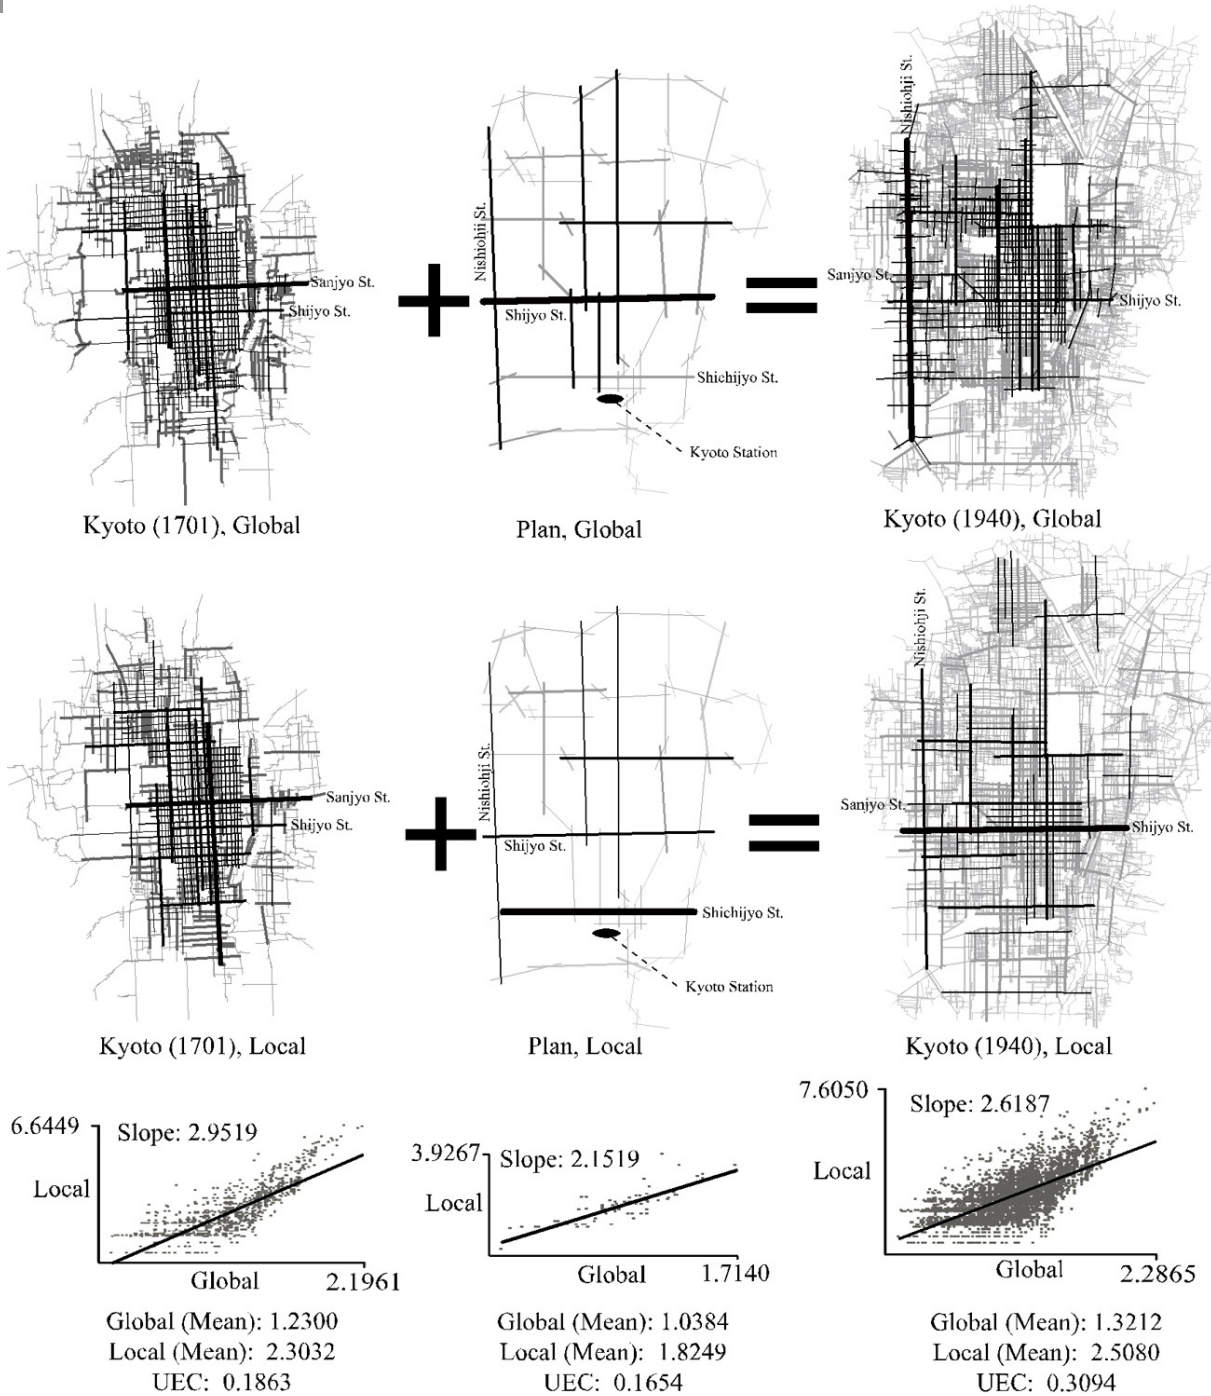 Nishiohji St.
Sanjyo St.
Shijyo St.
Nishiohji St.
Shijyo St.
Shichijyo St.
Kyoto Station
Sanjyo St.
Shijyo St.
Kyoto (1701), Global
Plan, Global
Kyoto (1940), Global
Sanjyo St.
Shijyo St.
Nishiohji St.
Shijyo St.
Shichijyo St.
Kyoto Station
Nishiohji St.
Sanjyo St.
Shijyo St.
Kyoto (1701), Local
Plan, Local
Kyoto (1940), Local
6.6449
Slope: 2.9519
Local
Global
2.1961
Global (Mean): 1.2300
Local (Mean): 2.3032
UEC: 0.1863
3.9267
Slope: 2.1519
Local
Global
1.7140
Global (Mean): 1.0384
Local (Mean): 1.8249
UEC: 0.1654
7.6050
Slope: 2.6187
Local
Global
2.2865
Global (Mean): 1.3212
Local (Mean): 2.5080
UEC: 0.3094